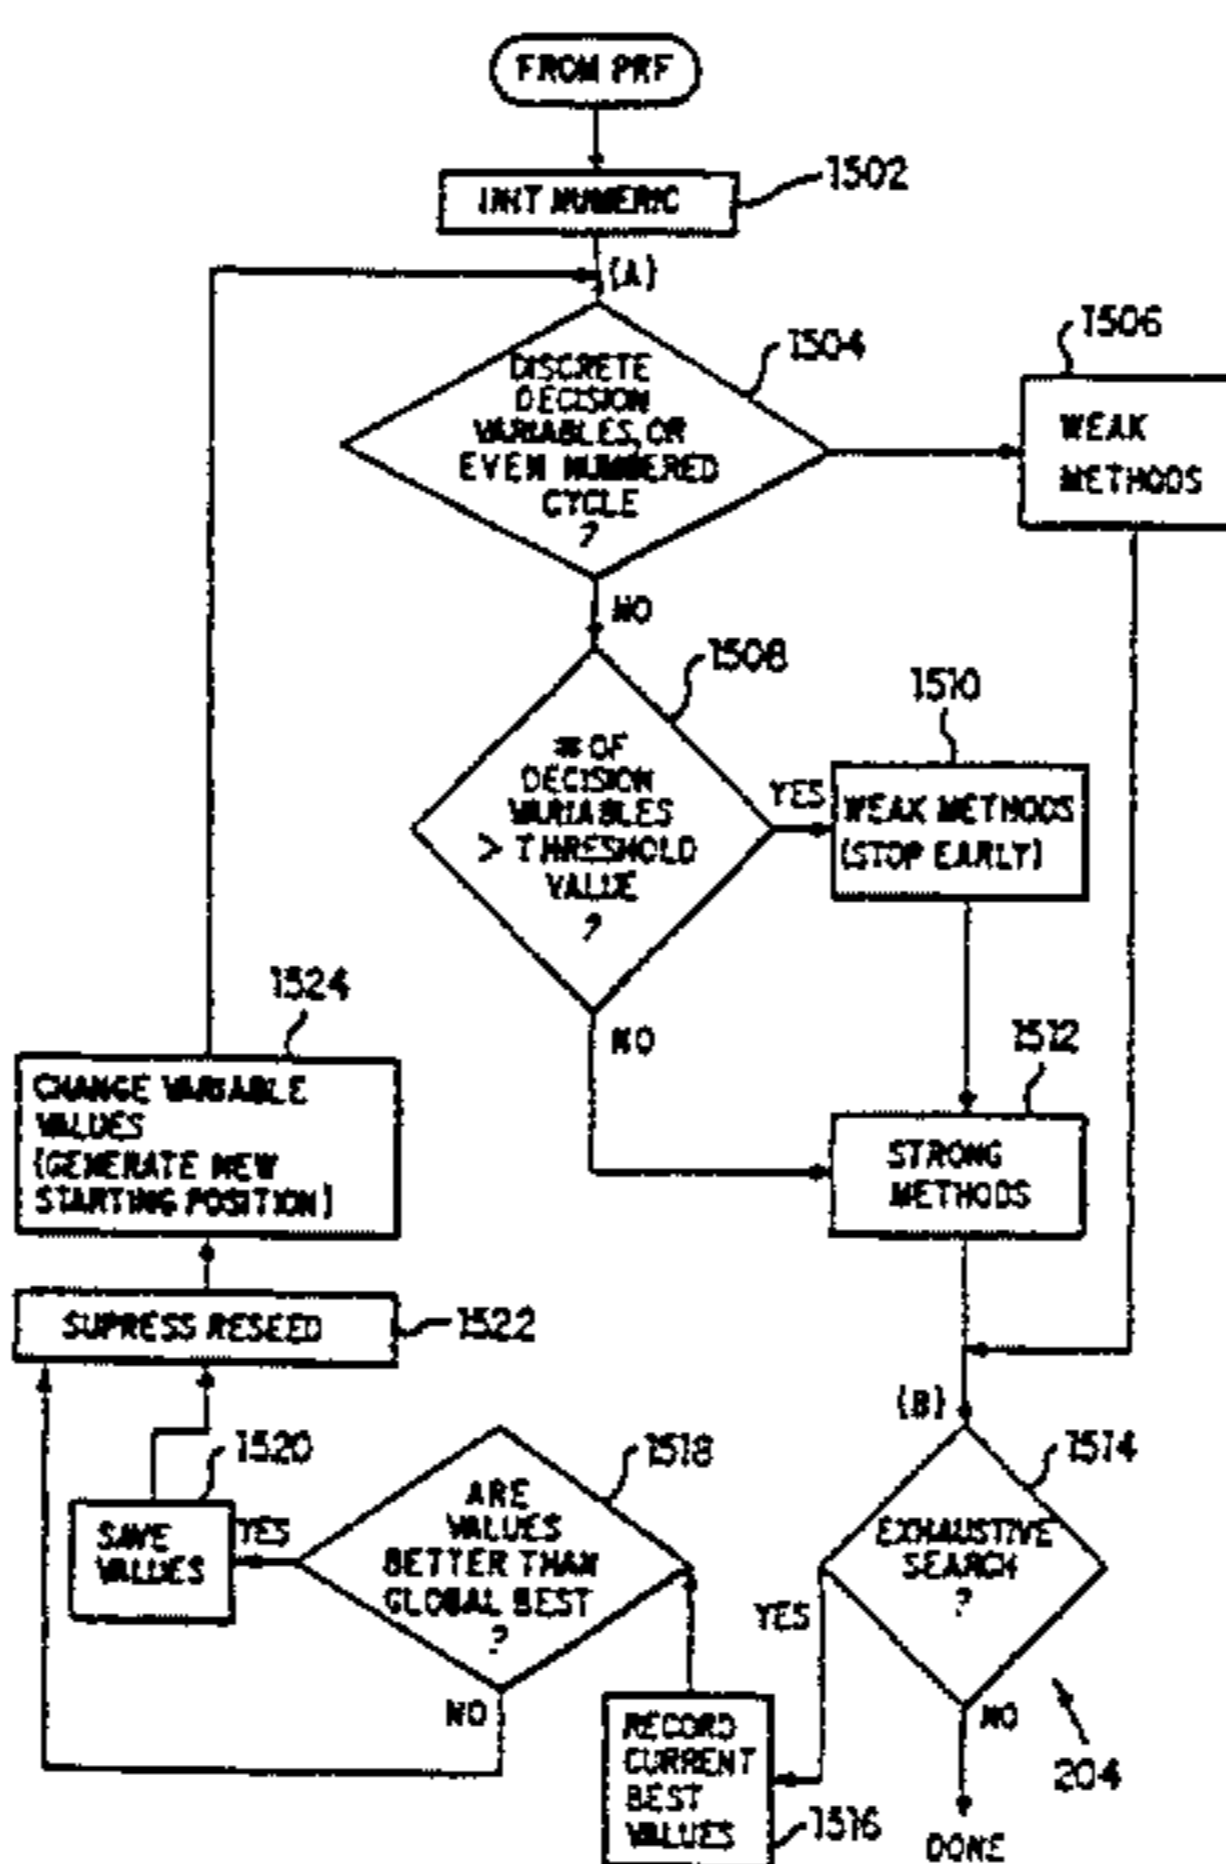 FROM PRF
1502
INIT NUMERIC
(A)
1504
1506
DISCRETE
DECISION
VARIABLES, OR
EVEN NUMBERED
CYCLE
?
WEAK
METHODS
NO
1508
1510
# OF
DECISION
VARIABLES
> THRESHOLD
VALUE
?
YES
WEAK METHODS
(STOP EARLY)
1524
NO
1512
CHANGE VARIABLE
VALUES
(GENERATE NEW
STARTING POSITION)
STRONG
METHODS
SUPRESS RESEED
1522
(B)
1520
1518
1514
SAVE
VALUES
YES
ARE
VALUES
BETTER THAN
GLOBAL BEST
?
EXHAUSTIVE
SEARCH
?
YES
NO
NO
RECORD
CURRENT
BEST
VALUES
1516
204
DONE